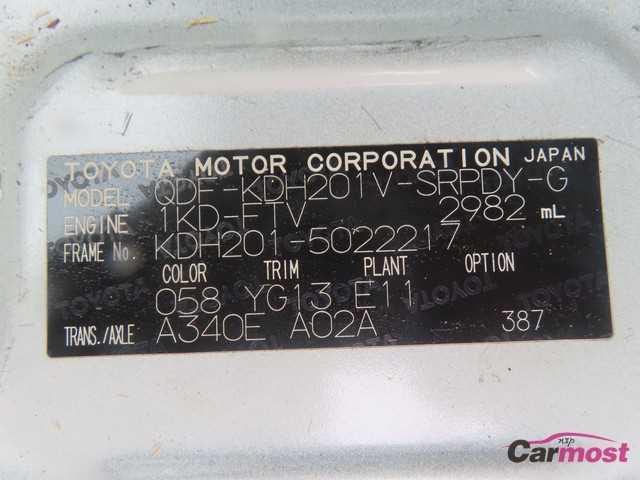 TOYOTA MOTOR CORPORATION JAPAN
MODEL QDF-KDH201V-SRPDY-G
ENGINE 1KD-FTV 2982 mL
FRAME No. KDH201-5022217
COLOR TRIM PLANT OPTION
058 YG13 E11
TRANS./AXLE A340E A02A 387
nxp
Carmost